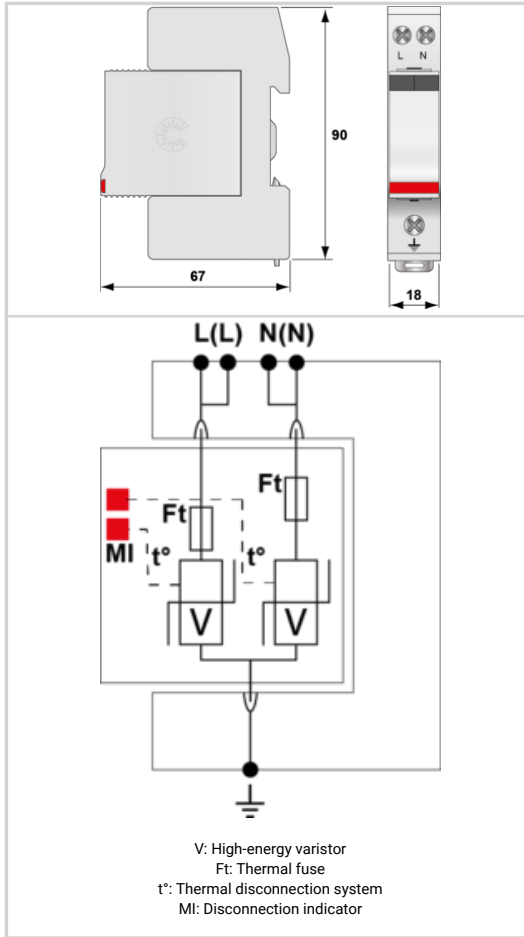 L N
90
67
18
L(L) N(N)
Ft
Ft
MI
t°
t°
V
V
V: High-energy varistor
Ft: Thermal fuse
t°: Thermal disconnection system
MI: Disconnection indicator